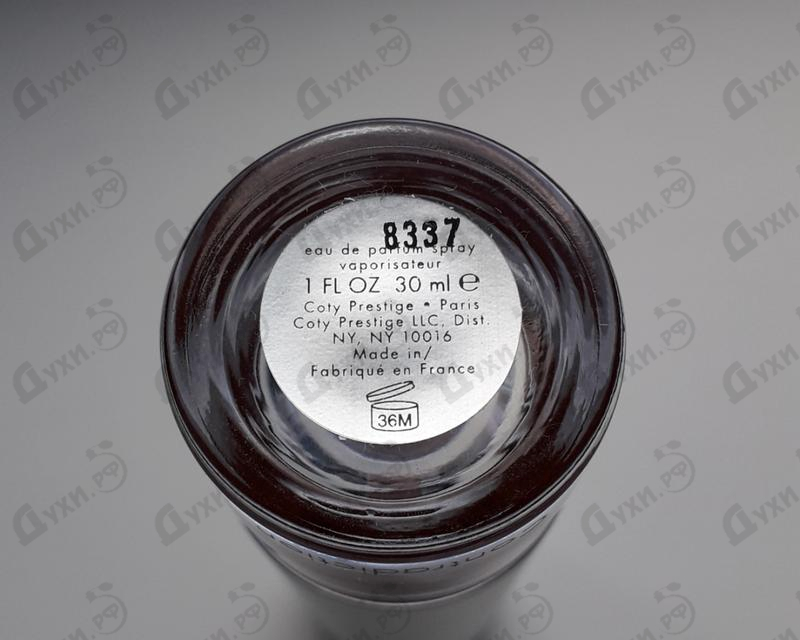 8337
eau de parfum spray
vaporisateur
1 FL OZ 30 ml e
Coty Prestige • Paris
Coty Prestige LLC, Dist.
NY, NY 10016
Made in/
Fabriqué en France
36M
Духи.РФ